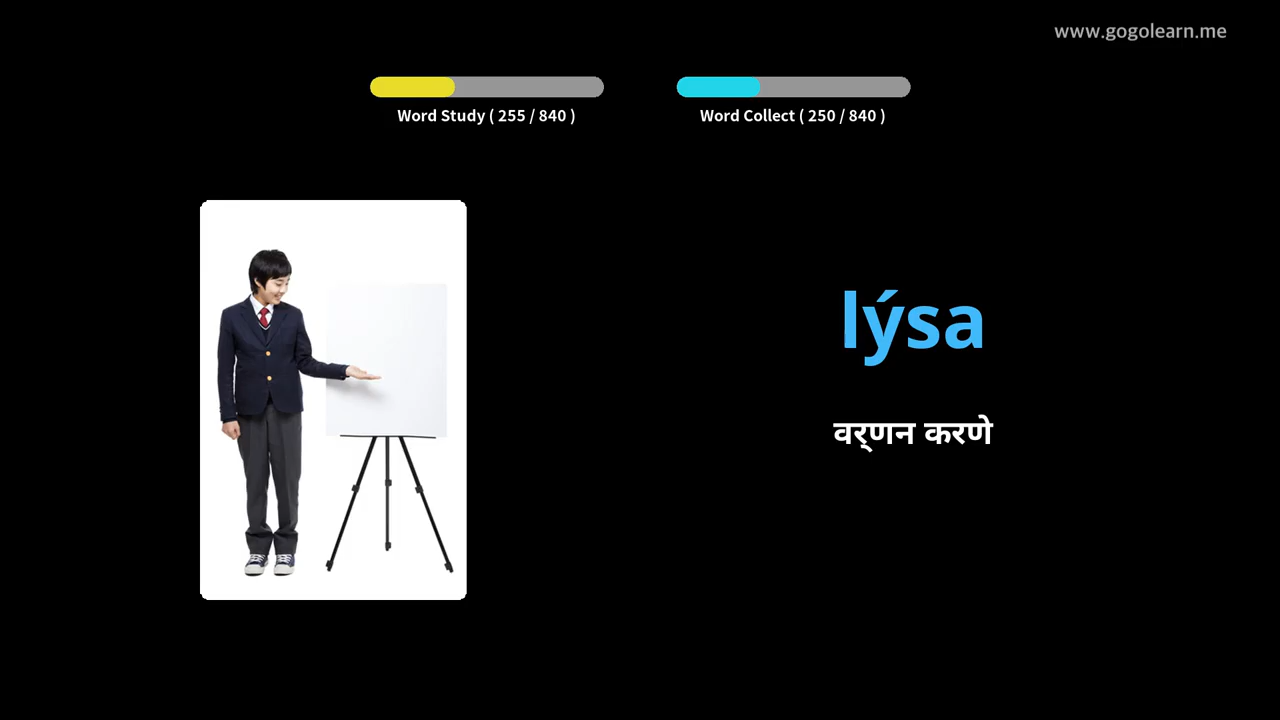 www.gogolearn.me
Word Study ( 255 / 840 )
Word Collect ( 250 / 840 )
lýsa
वर्णन करणे